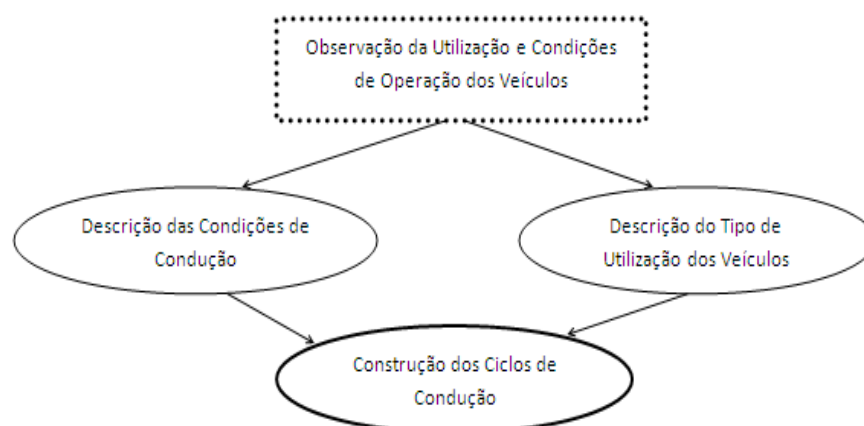 Observação da Utilização e Condições
de Operação dos Veículos
Descrição das Condições de
Condução
Descrição do Tipo de
Utilização dos Veículos
Construção dos Ciclos de
Condução